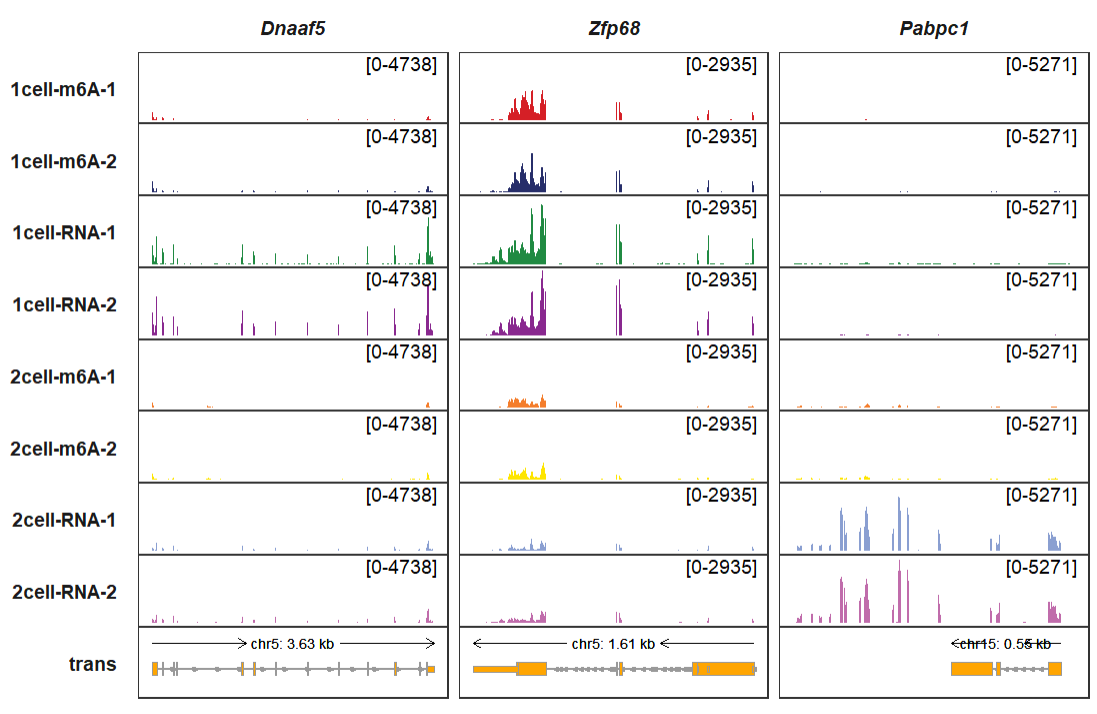 Dnaaf5 Zfp68 Pabpc1
1cell-m6A-1 [0-4738] [0-2935] [0-5271]
1cell-m6A-2 [0-4738] [0-2935] [0-5271]
1cell-RNA-1 [0-4738] [0-2935] [0-5271]
1cell-RNA-2 [0-4738] [0-2935] [0-5271]
2cell-m6A-1 [0-4738] [0-2935] [0-5271]
2cell-m6A-2 [0-4738] [0-2935] [0-5271]
2cell-RNA-1 [0-4738] [0-2935] [0-5271]
2cell-RNA-2 [0-4738] [0-2935] [0-5271]
trans chr5: 3.63 kb chr5: 1.61 kb chr15: 0.55 kb